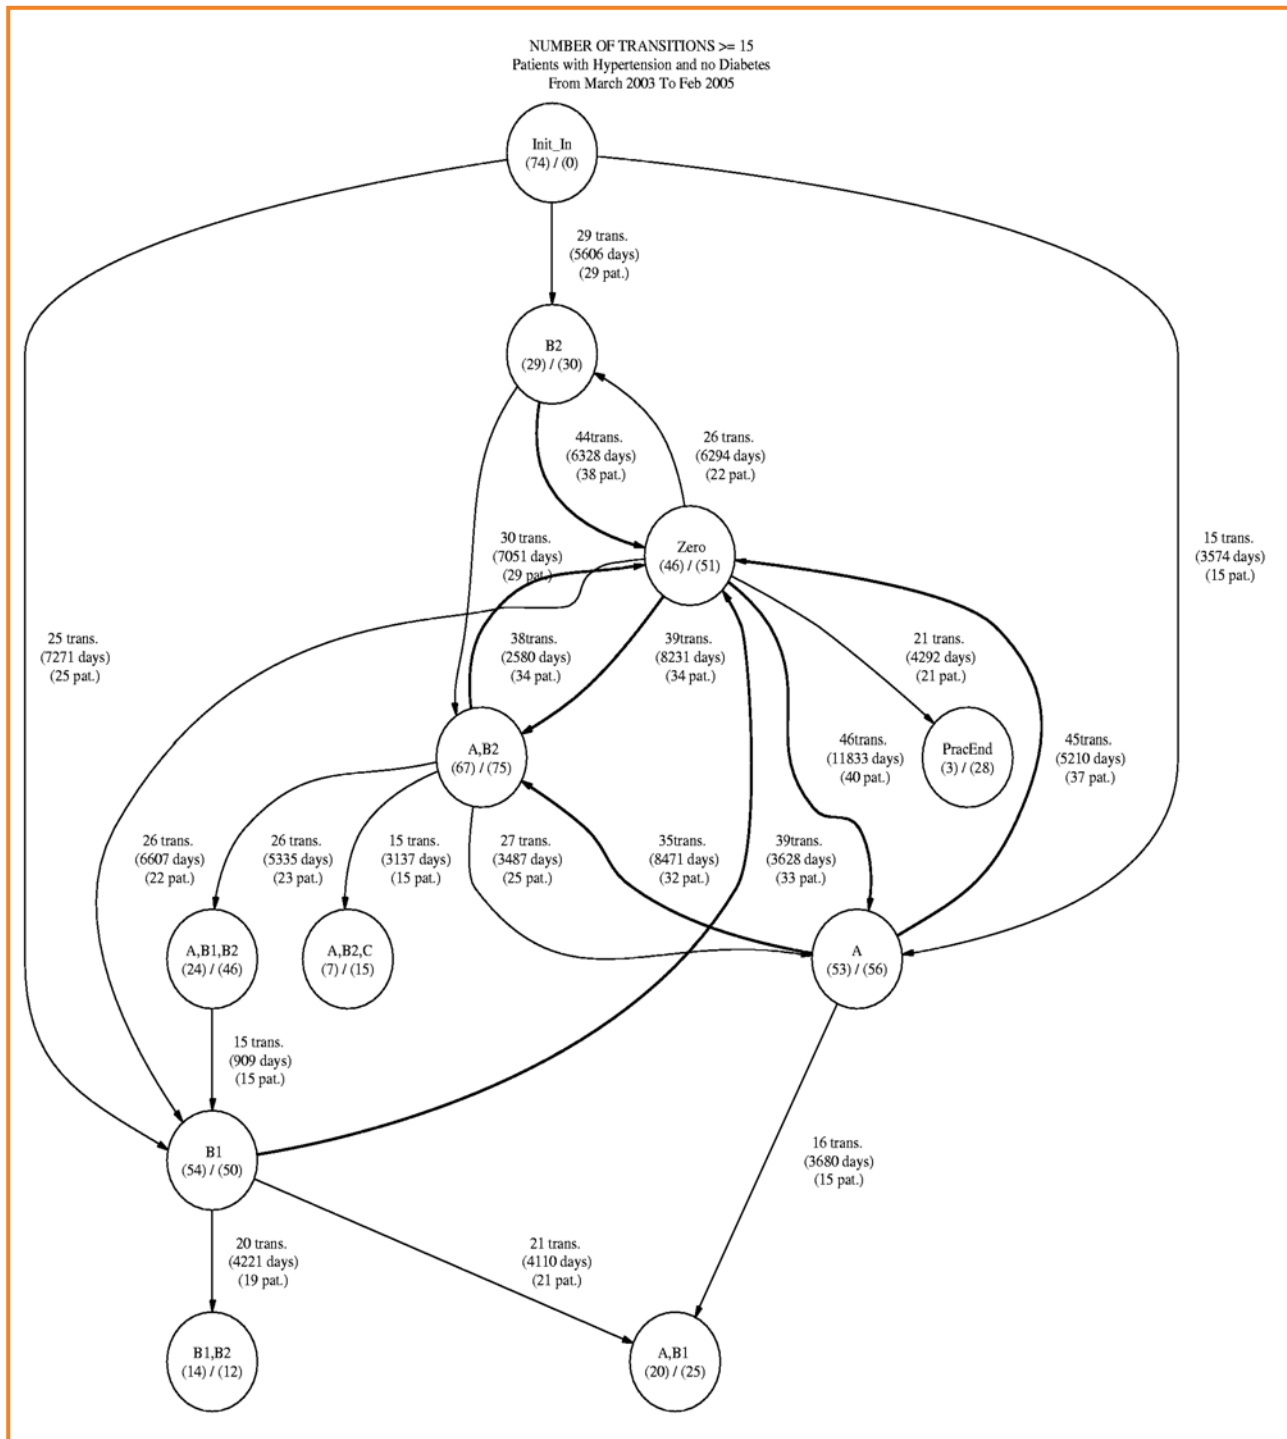 NUMBER OF TRANSITIONS >= 15
Patients with Hypertension and no Diabetes
From March 2003 To Feb 2005
Init_In
(74) / (0)
29 trans.
(5606 days)
(29 pat.)
B2
(29) / (30)
44trans.
(6328 days)
(38 pat.)
26 trans.
(6294 days)
(22 pat.)
30 trans.
(7051 days)
(29 pat.)
Zero
(46) / (51)
15 trans.
(3574 days)
(15 pat.)
25 trans.
(7271 days)
(25 pat.)
38trans.
(2580 days)
(34 pat.)
39trans.
(8231 days)
(34 pat.)
21 trans.
(4292 days)
(21 pat.)
A,B2
(67) / (75)
46trans.
(11833 days)
(40 pat.)
PracEnd
(3) / (28)
45trans.
(5210 days)
(37 pat.)
26 trans.
(6607 days)
(22 pat.)
26 trans.
(5335 days)
(23 pat.)
15 trans.
(3137 days)
(15 pat.)
27 trans.
(3487 days)
(25 pat.)
35trans.
(8471 days)
(32 pat.)
39trans.
(3628 days)
(33 pat.)
A,B1,B2
(24) / (46)
A,B2,C
(7) / (15)
A
(53) / (56)
15 trans.
(909 days)
(15 pat.)
B1
(54) / (50)
16 trans.
(3680 days)
(15 pat.)
20 trans.
(4221 days)
(19 pat.)
21 trans.
(4110 days)
(21 pat.)
B1,B2
(14) / (12)
A,B1
(20) / (25)